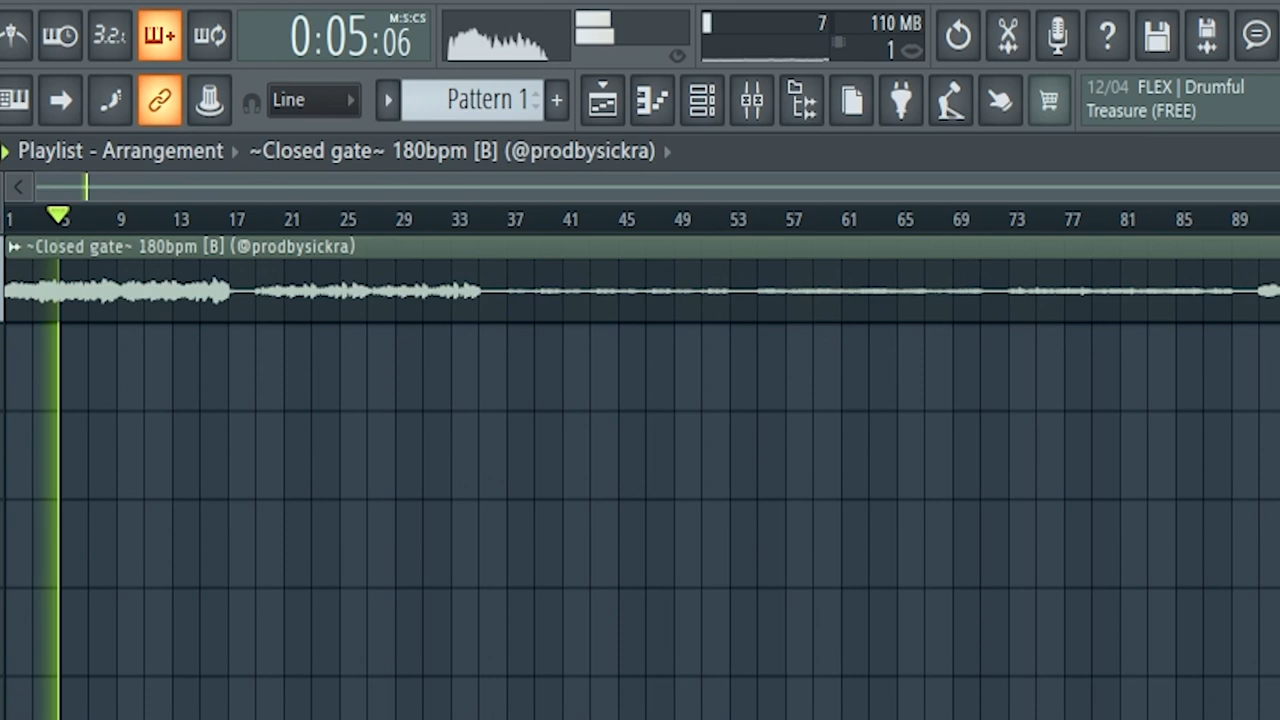 3.2.
0:05:06
M:S:CS
7
110 MB
1
?
Line
Pattern 1
+
12/04 FLEX | Drumful
Treasure (FREE)
Playlist - Arrangement
~Closed gate~ 180bpm [B] (@prodbysickra)
1 5 9 13 17 21 25 29 33 37 41 45 49 53 57 61 65 69 73 77 81 85 89
~Closed gate~ 180bpm [B] (@prodbysickra)